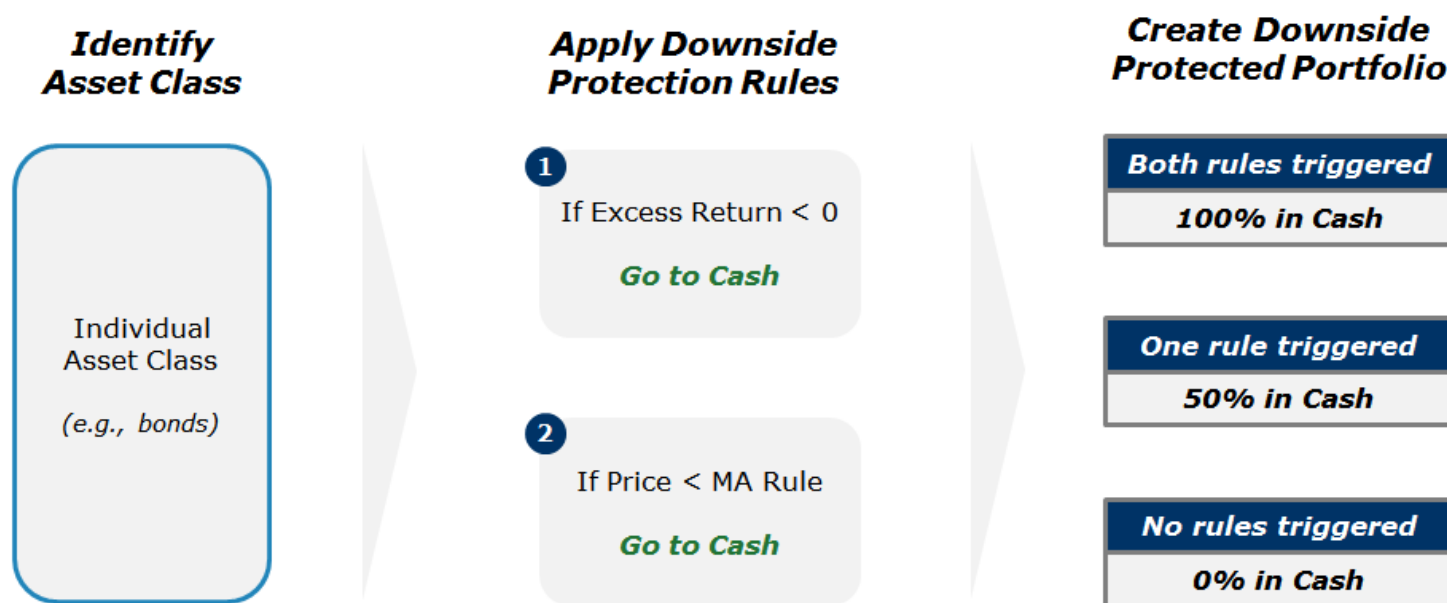 Identify
Asset Class
Individual
Asset Class
(e.g., bonds)
Apply Downside
Protection Rules
1
If Excess Return < 0
Go to Cash
2
If Price < MA Rule
Go to Cash
Create Downside
Protected Portfolio
Both rules triggered
100% in Cash
One rule triggered
50% in Cash
No rules triggered
0% in Cash